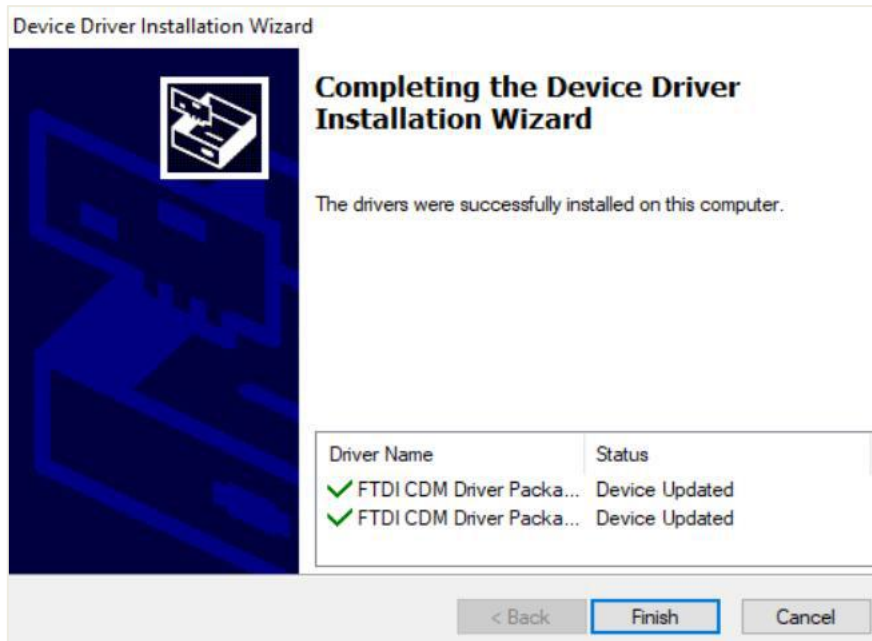 Device Driver Installation Wizard
Completing the Device Driver
Installation Wizard
The drivers were successfully installed on this computer.
Driver Name Status
FTDI CDM Driver Packa... Device Updated
FTDI CDM Driver Packa... Device Updated
< Back Finish Cancel